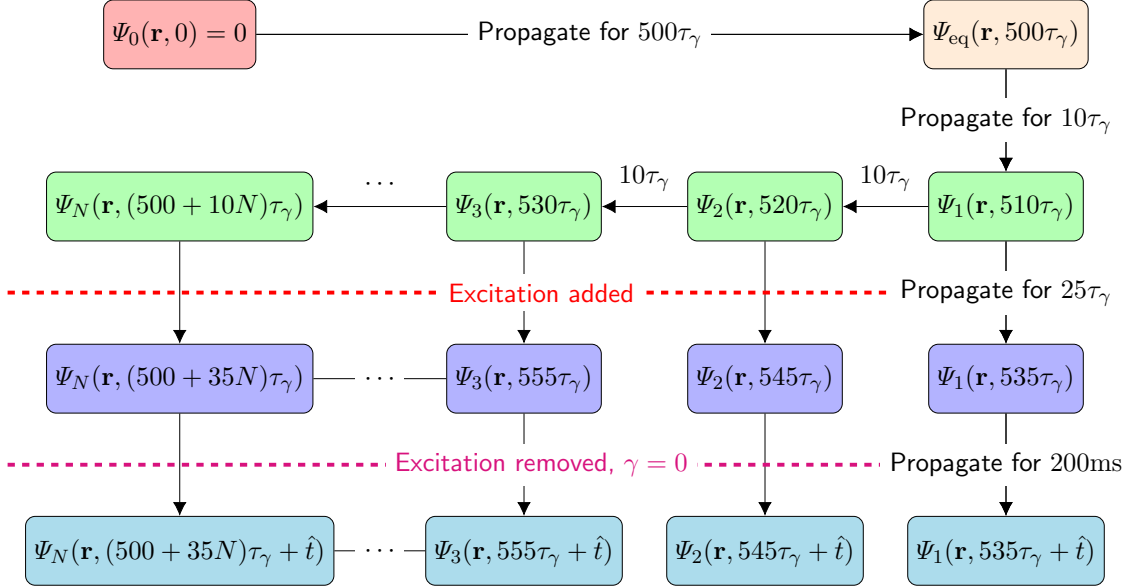 Ψ₀(r, 0) = 0
Propagate for 500τᵧ
Ψeq(r, 500τᵧ)
Propagate for 10τᵧ
ΨN(r, (500 + 10N)τᵧ)
···
Ψ₃(r, 530τᵧ)
10τᵧ
Ψ₂(r, 520τᵧ)
10τᵧ
Ψ₁(r, 510τᵧ)
Excitation added
Propagate for 25τᵧ
ΨN(r, (500 + 35N)τᵧ)
···
Ψ₃(r, 555τᵧ)
Ψ₂(r, 545τᵧ)
Ψ₁(r, 535τᵧ)
Excitation removed, γ = 0
Propagate for 200ms
ΨN(r, (500 + 35N)τᵧ + t̂)
···
Ψ₃(r, 555τᵧ + t̂)
Ψ₂(r, 545τᵧ + t̂)
Ψ₁(r, 535τᵧ + t̂)